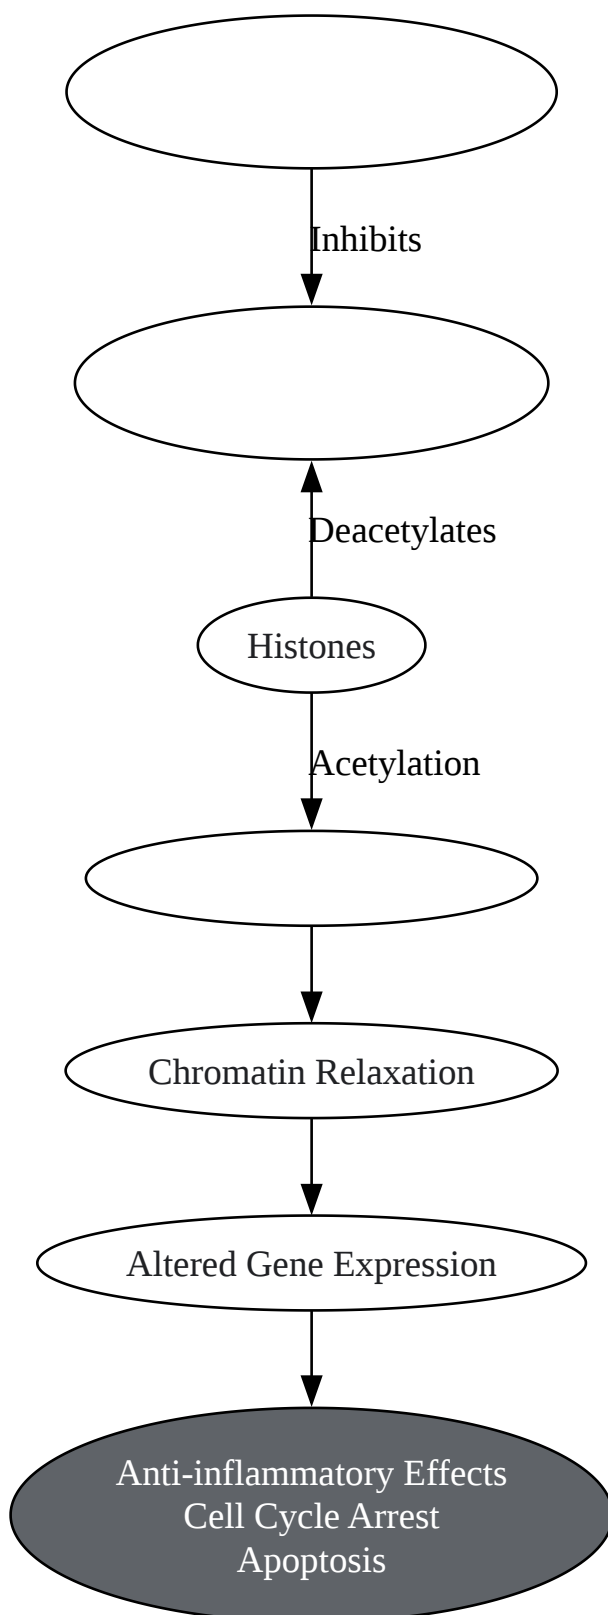 Inhibits
Deacetylates
Histones
Acetylation
Chromatin Relaxation
Altered Gene Expression
Anti-inflammatory Effects
Cell Cycle Arrest
Apoptosis